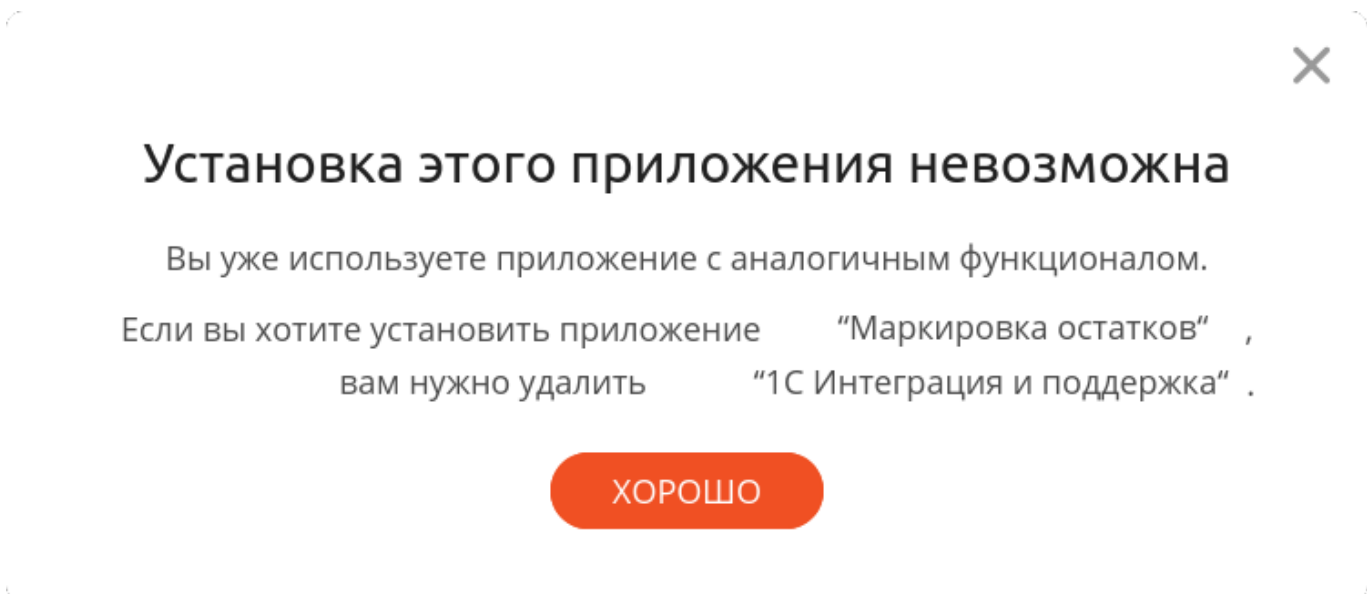 Установка этого приложения невозможна
Вы уже используете приложение с аналогичным функционалом.
Если вы хотите установить приложение “Маркировка остатков“ ,
вам нужно удалить “1С Интеграция и поддержка“ .
ХОРОШО